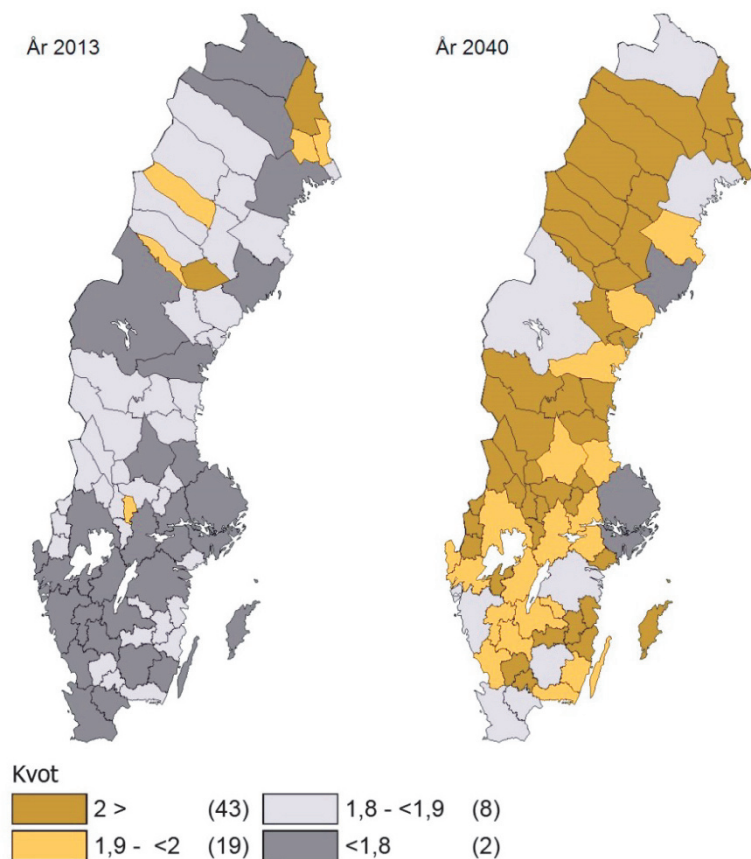 År 2013
År 2040
Kvot
2 > (43) 1,8 - <1,9 (8)
1,9 - <2 (19) <1,8 (2)